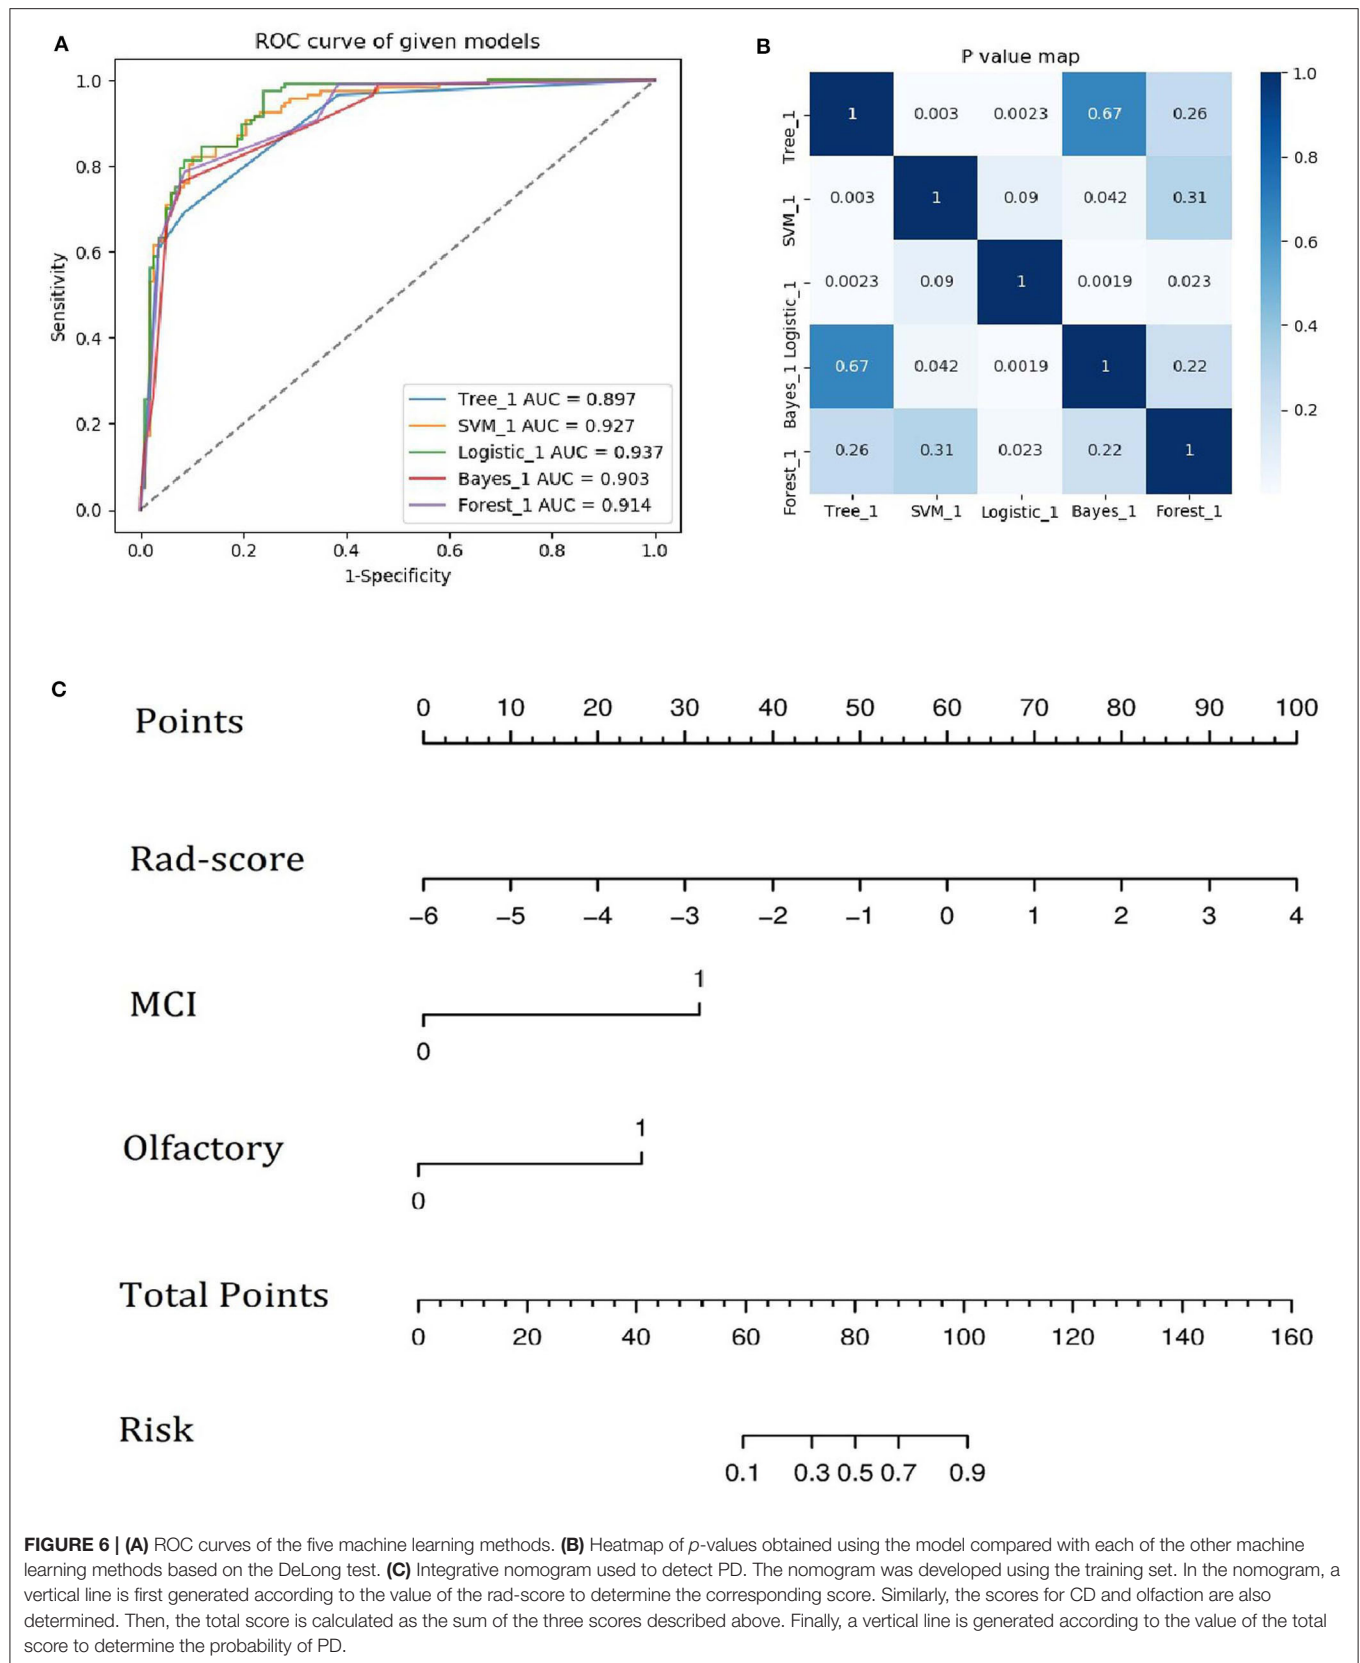 A
ROC curve of given models
1.0
0.8
0.6
0.4
0.2
0.0
Sensitivity
0.0 0.2 0.4 0.6 0.8 1.0
1-Specificity
Tree_1 AUC = 0.897
SVM_1 AUC = 0.927
Logistic_1 AUC = 0.937
Bayes_1 AUC = 0.903
Forest_1 AUC = 0.914
B
P value map
Tree_1 1 0.003 0.0023 0.67 0.26
SVM_1 0.003 1 0.09 0.042 0.31
Logistic_1 0.0023 0.09 1 0.0019 0.023
Bayes_1 0.67 0.042 0.0019 1 0.22
Forest_1 0.26 0.31 0.023 0.22 1
Tree_1 SVM_1 Logistic_1 Bayes_1 Forest_1
1.0
0.8
0.6
0.4
0.2
C
Points
0 10 20 30 40 50 60 70 80 90 100
Rad-score
−6 −5 −4 −3 −2 −1 0 1 2 3 4
MCI
1
0
Olfactory
1
0
Total Points
0 20 40 60 80 100 120 140 160
Risk
0.1 0.3 0.5 0.7 0.9
FIGURE 6 | (A) ROC curves of the five machine learning methods. (B) Heatmap of p-values obtained using the model compared with each of the other machine
learning methods based on the DeLong test. (C) Integrative nomogram used to detect PD. The nomogram was developed using the training set. In the nomogram, a
vertical line is first generated according to the value of the rad-score to determine the corresponding score. Similarly, the scores for CD and olfaction are also
determined. Then, the total score is calculated as the sum of the three scores described above. Finally, a vertical line is generated according to the value of the total
score to determine the probability of PD.